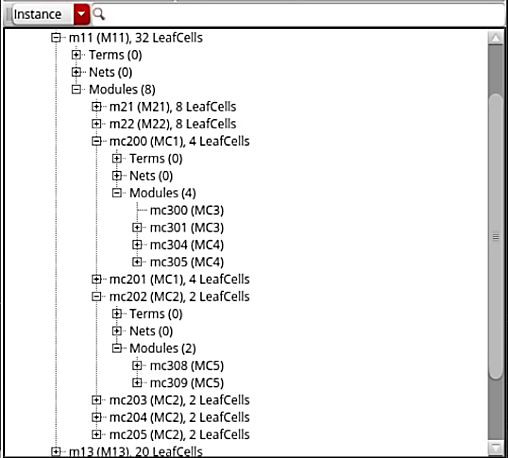 Instance
m11 (M11), 32 LeafCells
Terms (0)
Nets (0)
Modules (8)
m21 (M21), 8 LeafCells
m22 (M22), 8 LeafCells
mc200 (MC1), 4 LeafCells
Terms (0)
Nets (0)
Modules (4)
mc300 (MC3)
mc301 (MC3)
mc304 (MC4)
mc305 (MC4)
mc201 (MC1), 4 LeafCells
mc202 (MC2), 2 LeafCells
Terms (0)
Nets (0)
Modules (2)
mc308 (MC5)
mc309 (MC5)
mc203 (MC2), 2 LeafCells
mc204 (MC2), 2 LeafCells
mc205 (MC2), 2 LeafCells
m13 (M13), 20 LeafCells